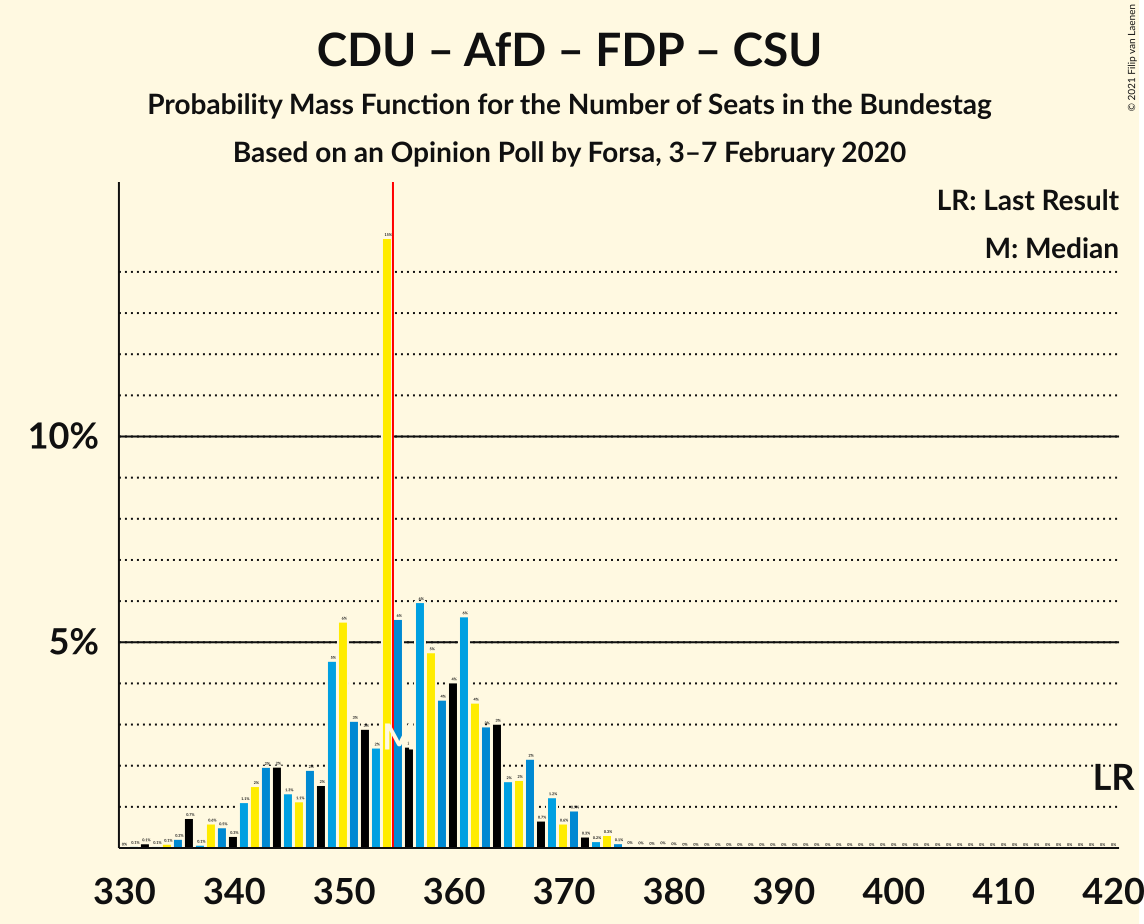 CDU – AfD – FDP – CSU
Probability Mass Function for the Number of Seats in the Bundestag
Based on an Opinion Poll by Forsa, 3–7 February 2020
© 2021 Filip van Laenen
LR: Last Result
M: Median
10%
5%
M
LR
330 340 350 360 370 380 390 400 410 420